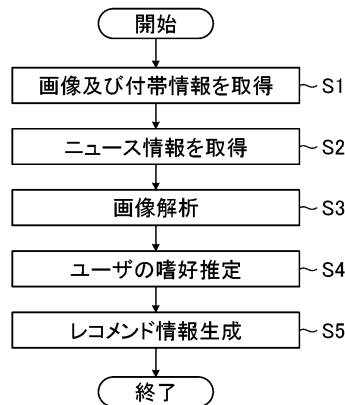 開始
画像及び付帯情報を取得 S1
ニュース情報を取得 S2
画像解析 S3
ユーザの嗜好推定 S4
レコメンド情報生成 S5
終了